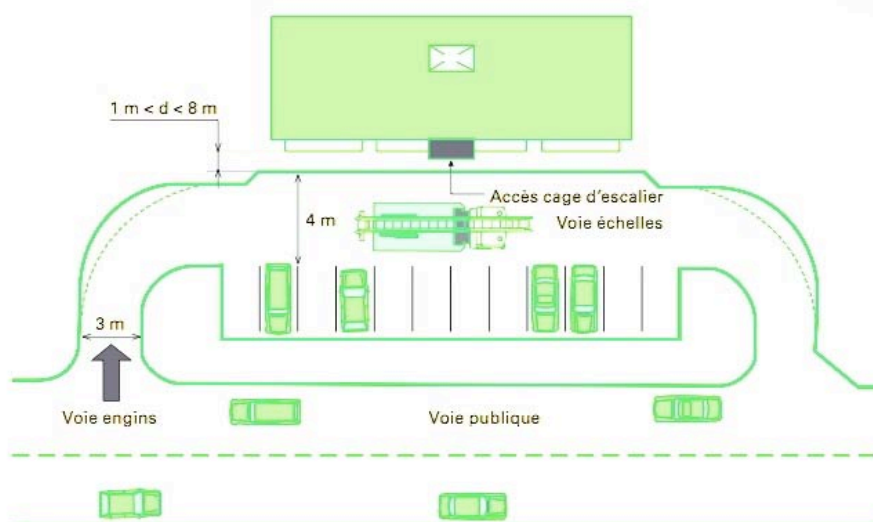 1 m < d < 8 m
Accès cage d'escalier
4 m
Voie échelles
3 m
Voie engins
Voie publique